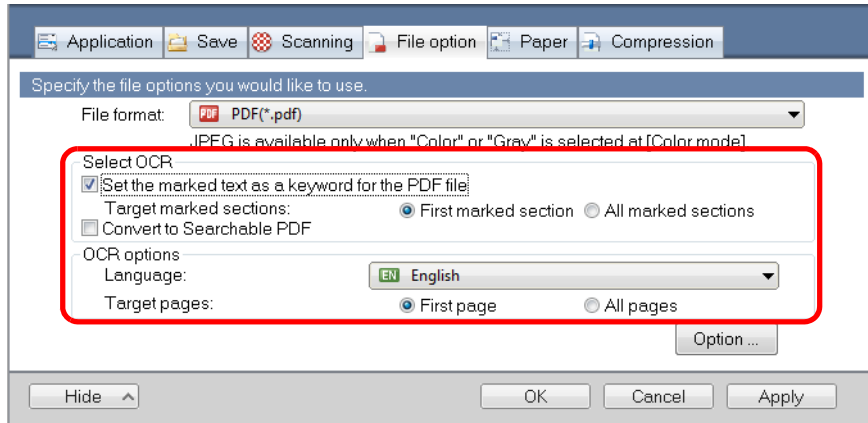 Application Save Scanning File option Paper Compression
Specify the file options you would like to use.
File format: PDF PDF(*.pdf)
JPEG is available only when "Color" or "Gray" is selected at [Color mode]
Select OCR
Set the marked text as a keyword for the PDF file
Target marked sections: First marked section All marked sections
Convert to Searchable PDF
OCR options
Language: EN English
Target pages: First page All pages
Option ...
Hide OK Cancel Apply